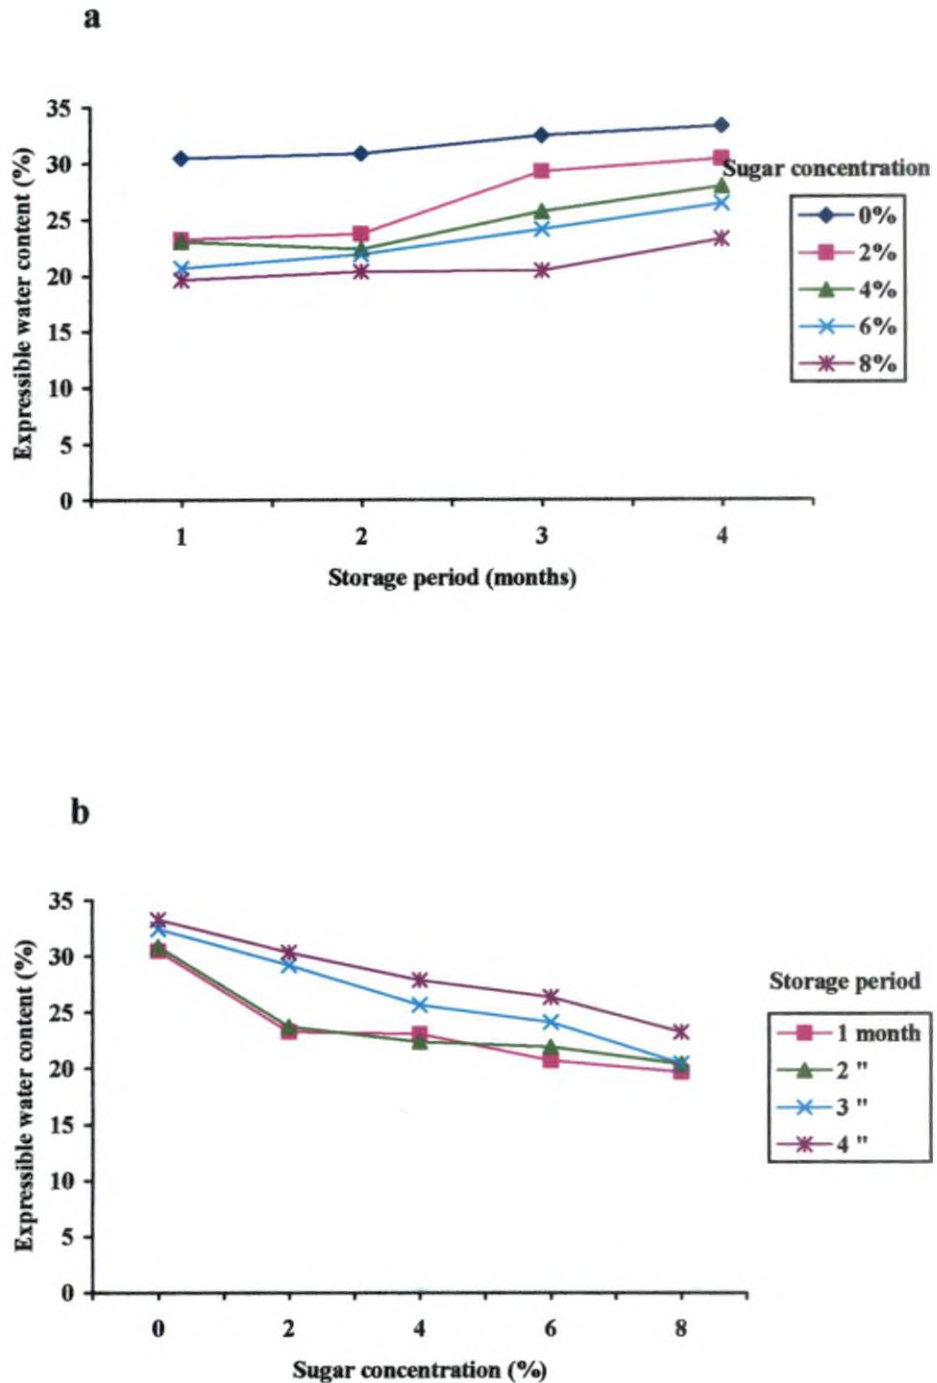 a
35
30
25
20
15
10
5
0
Expressible water content (%)
1 2 3 4
Storage period (months)
Sugar concentration
0%
2%
4%
6%
8%
b
35
30
25
20
15
10
5
0
Expressible water content (%)
0 2 4 6 8
Sugar concentration (%)
Storage period
1 month
2 "
3 "
4 "